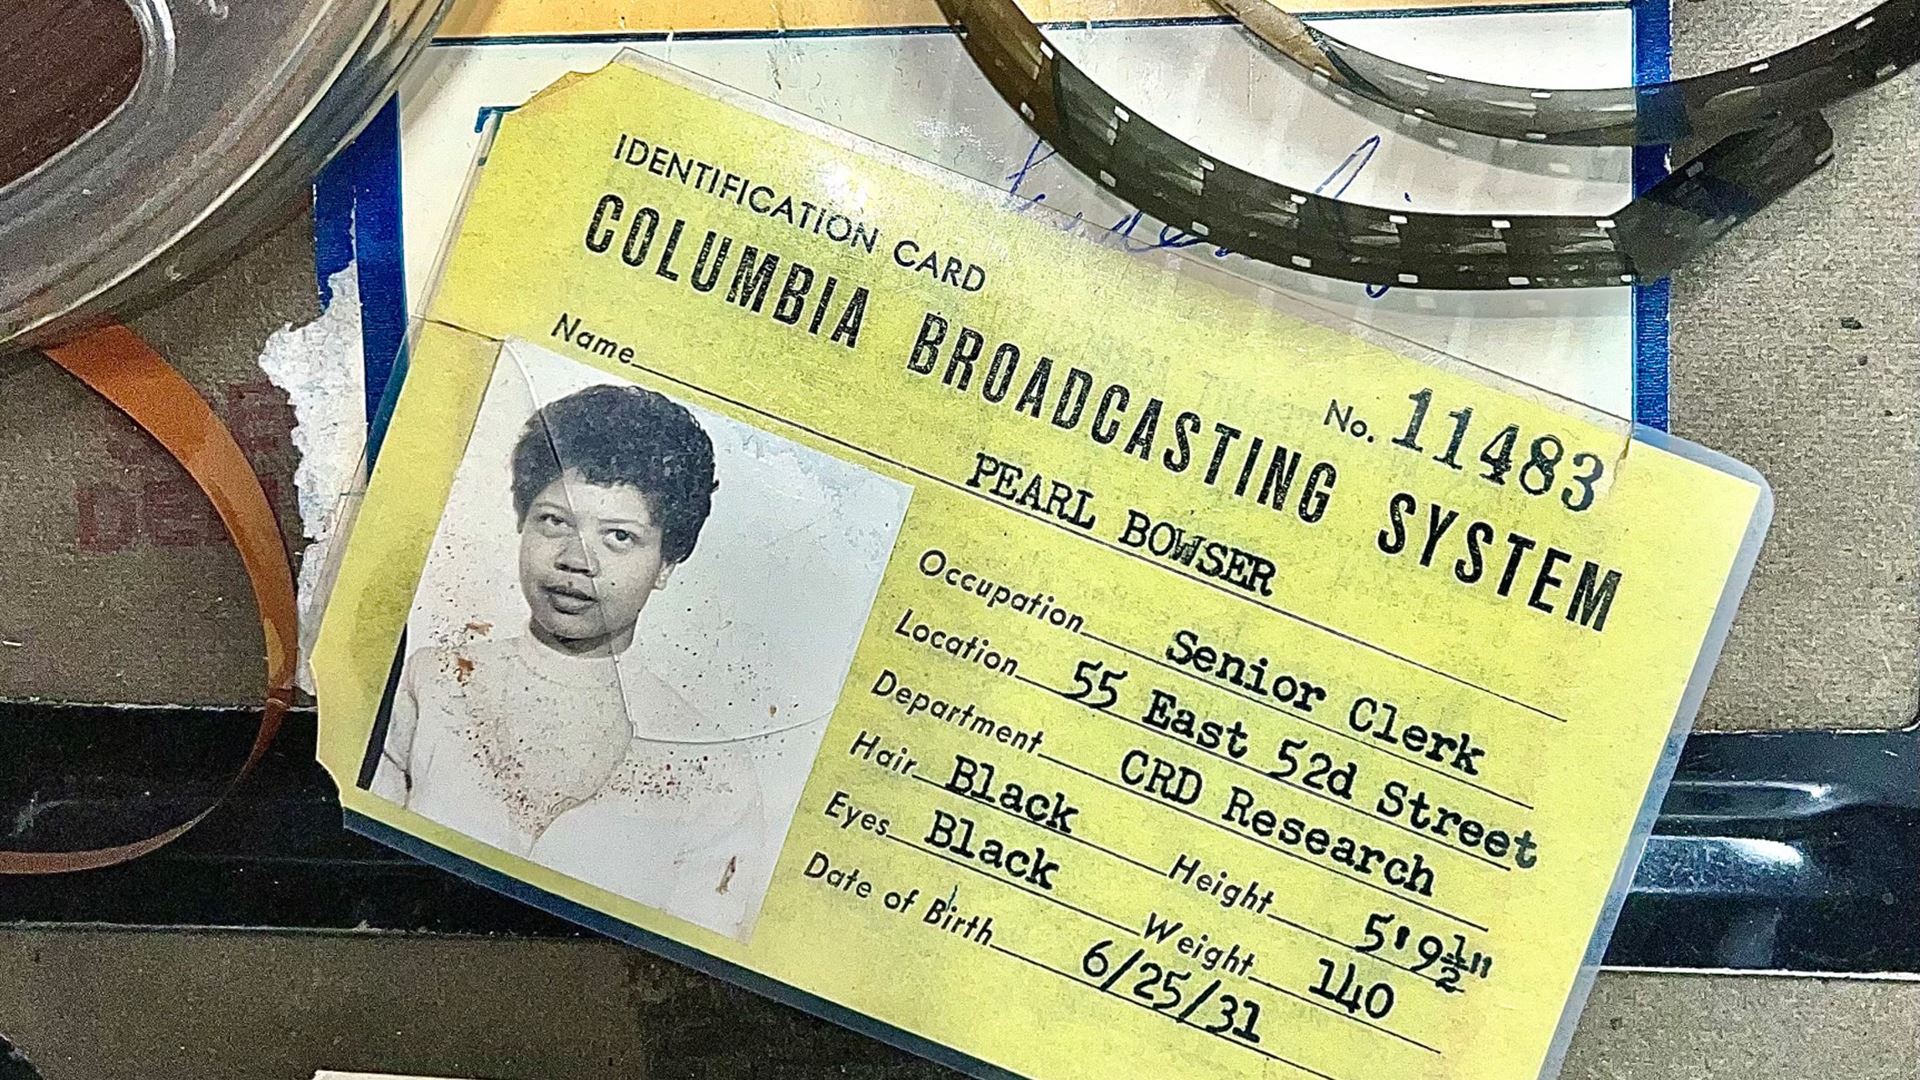 IDENTIFICATION CARD
COLUMBIA BROADCASTING SYSTEM
No. 11483
Name PEARL BOWSER
Occupation Senior Clerk
Location 55 East 52d Street
Department CRD Research
Hair Black Height 5'9½"
Eyes Black Weight 140
Date of Birth 6/25/31